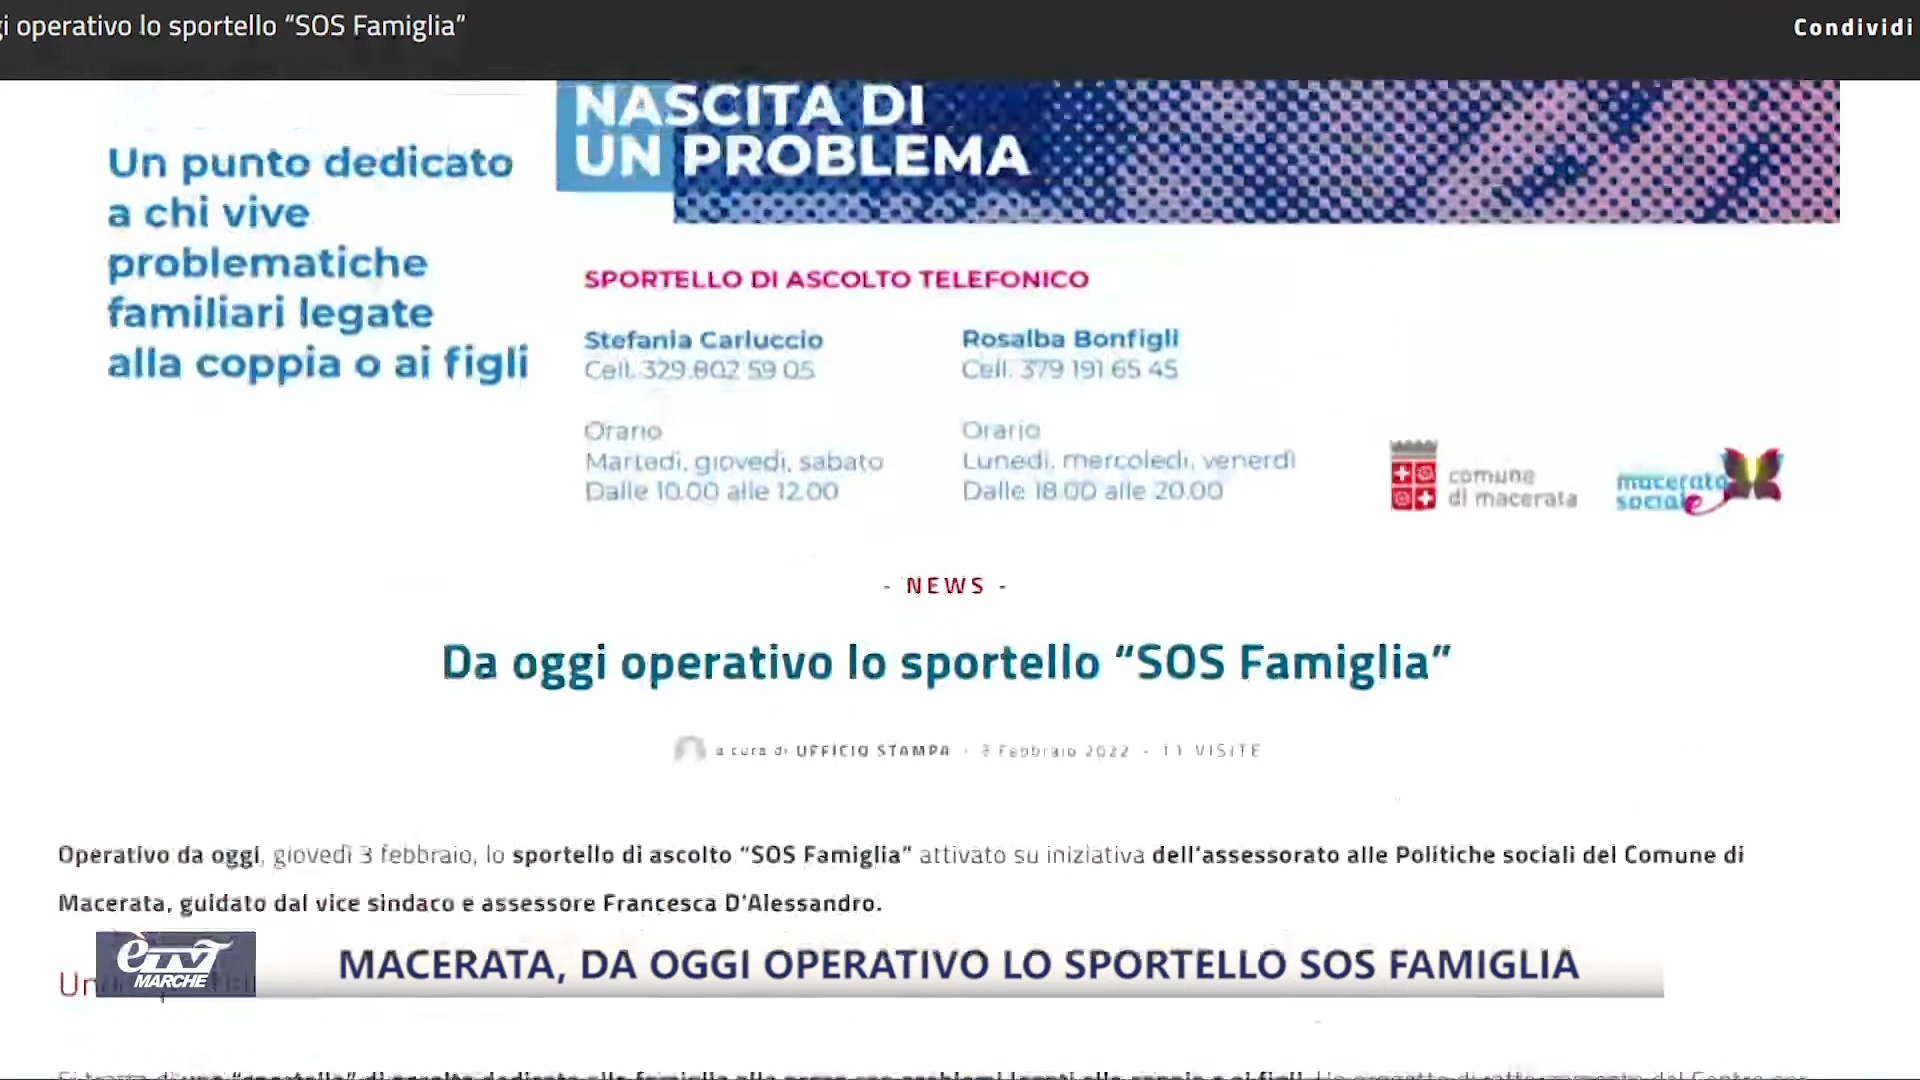 operativo lo sportello “SOS Famiglia”
Condividi
NASCITA DI
UN PROBLEMA
Un punto dedicato
a chi vive
problematiche
familiari legate
alla coppia o ai figli
SPORTELLO DI ASCOLTO TELEFONICO
Stefania Carluccio
Cell. 329.802 59 05
Orario
Martedì, giovedì, sabato
Dalle 10.00 alle 12.00
Rosalba Bonfigli
Cell. 379 191 65 45
Orario
Lunedì, mercoledì, venerdì
Dalle 18.00 alle 20.00
comune
di macerata
macerata
sociale
- NEWS -
Da oggi operativo lo sportello “SOS Famiglia”
a cura di UFFICIO STAMPA - 3 Febbraio 2022 - 11 VISITE
Operativo da oggi, giovedì 3 febbraio, lo sportello di ascolto “SOS Famiglia” attivato su iniziativa dell'assessorato alle Politiche sociali del Comune di
Macerata, guidato dal vice sindaco e assessore Francesca D'Alessandro.
èTV
MARCHE
MACERATA, DA OGGI OPERATIVO LO SPORTELLO SOS FAMIGLIA